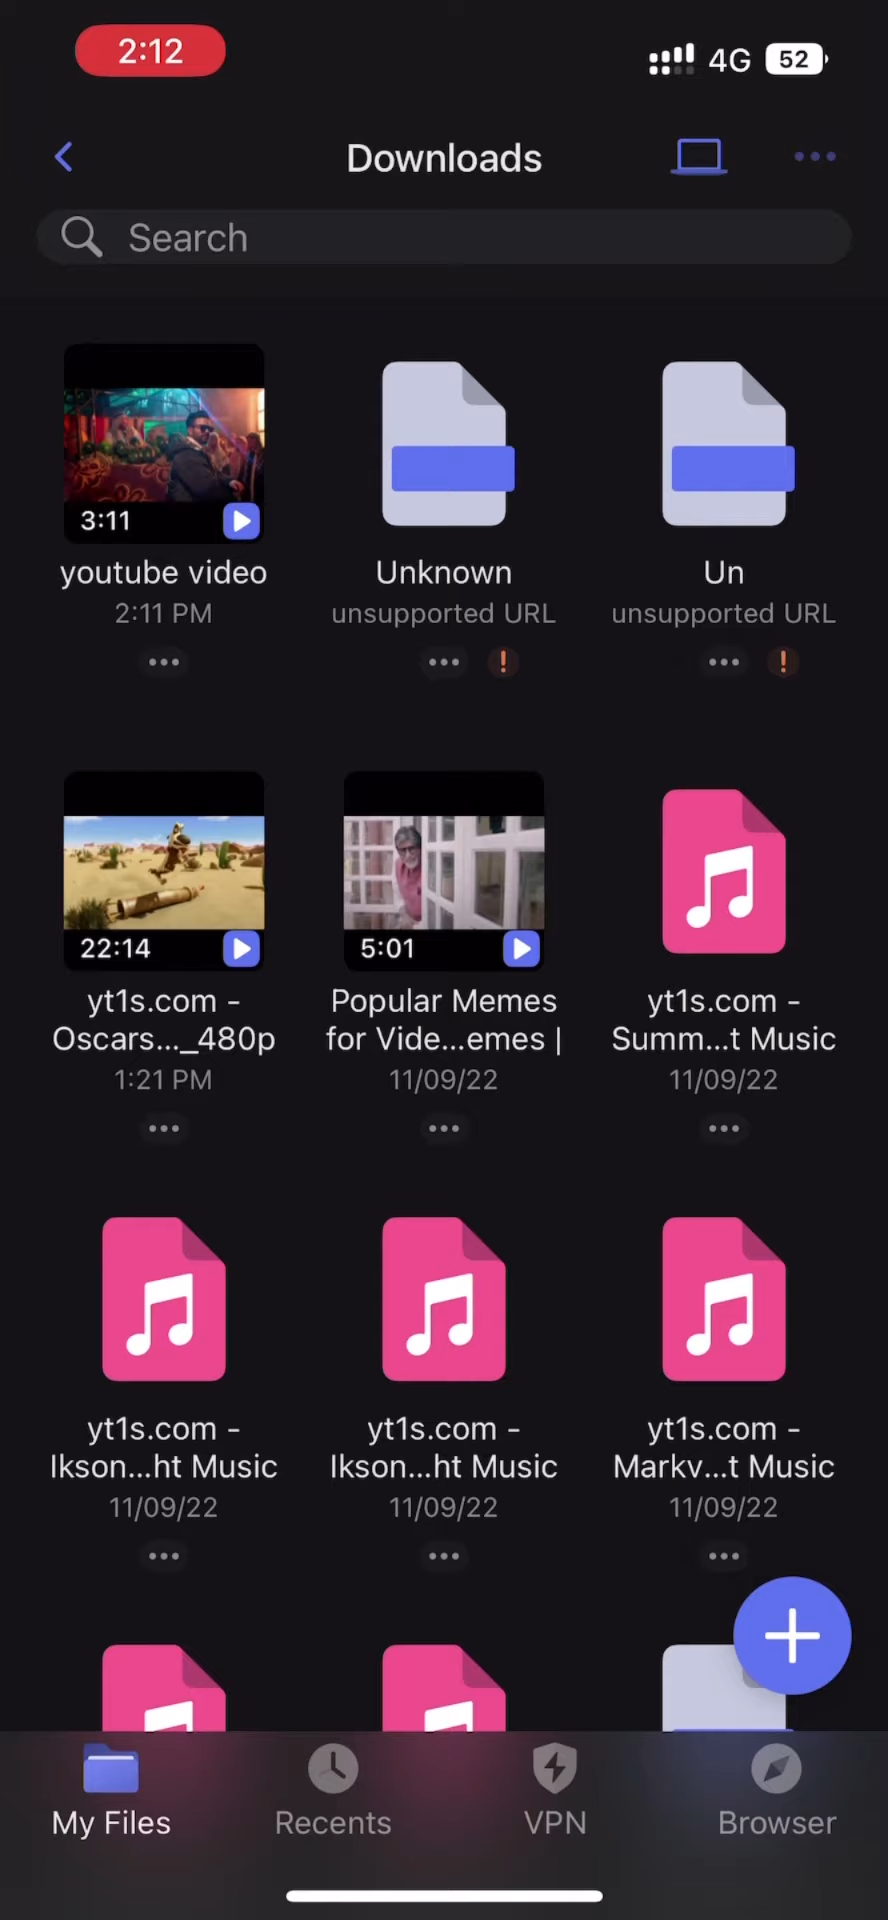 2:12
4G 52
Downloads
Search
3:11
youtube video
2:11 PM
Unknown
unsupported URL
!
Un
unsupported URL
!
22:14
yt1s.com -
Oscars..._480p
1:21 PM
5:01
Popular Memes
for Vide...emes |
11/09/22
yt1s.com -
Summ...t Music
11/09/22
yt1s.com -
Ikson...ht Music
11/09/22
yt1s.com -
Ikson...ht Music
11/09/22
yt1s.com -
Markv...t Music
11/09/22
My Files
Recents
VPN
Browser